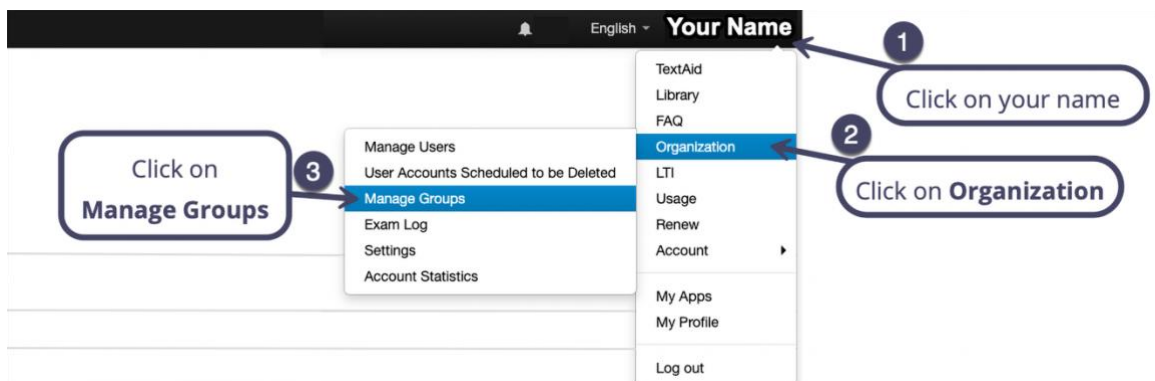 English
Your Name
1
Click on your name
TextAid
Library
FAQ
Organization
LTI
Usage
Renew
Account
My Apps
My Profile
Log out
2
Click on Organization
Manage Users
User Accounts Scheduled to be Deleted
Manage Groups
Exam Log
Settings
Account Statistics
3
Click on
Manage Groups